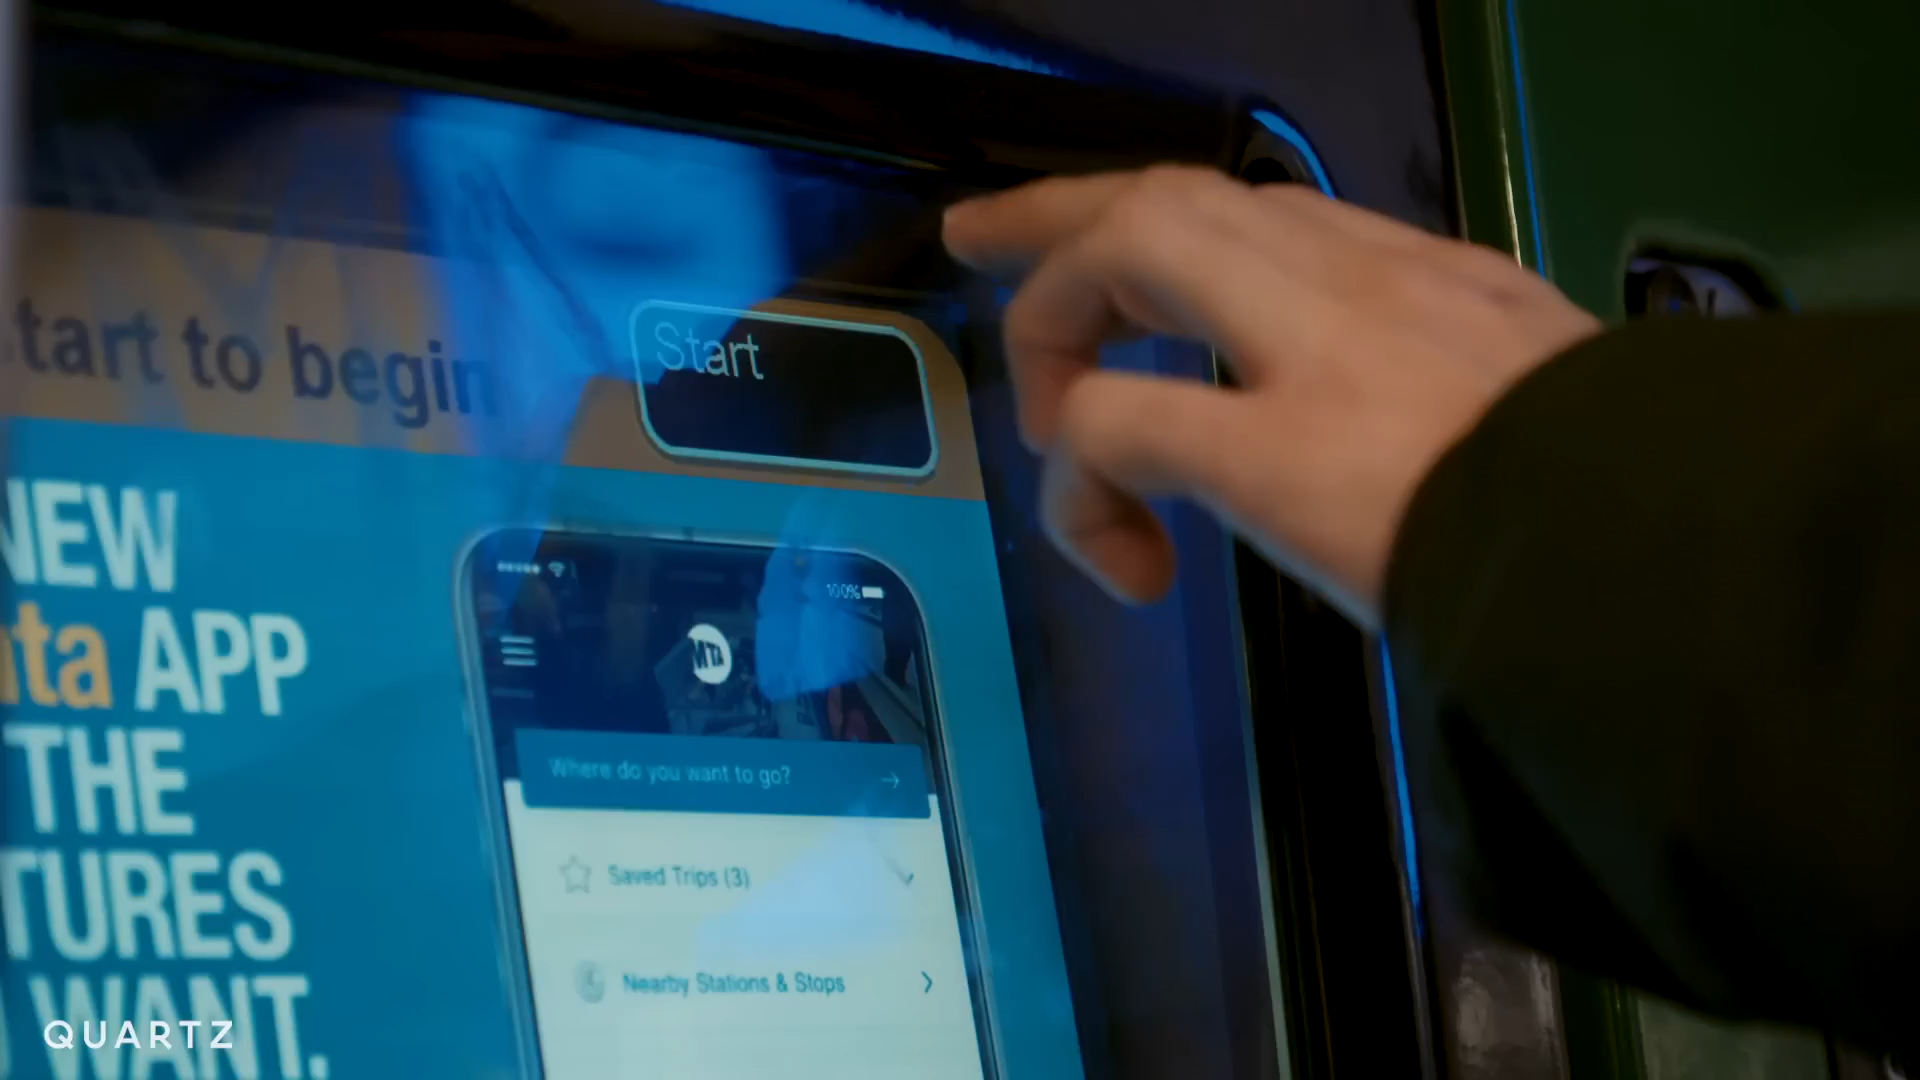 tart to begin
Start
NEW
ta APP
THE
TURES
WANT.
100%
MTA
Where do you want to go?
Saved Trips (3)
Nearby Stations & Stops
QUARTZ